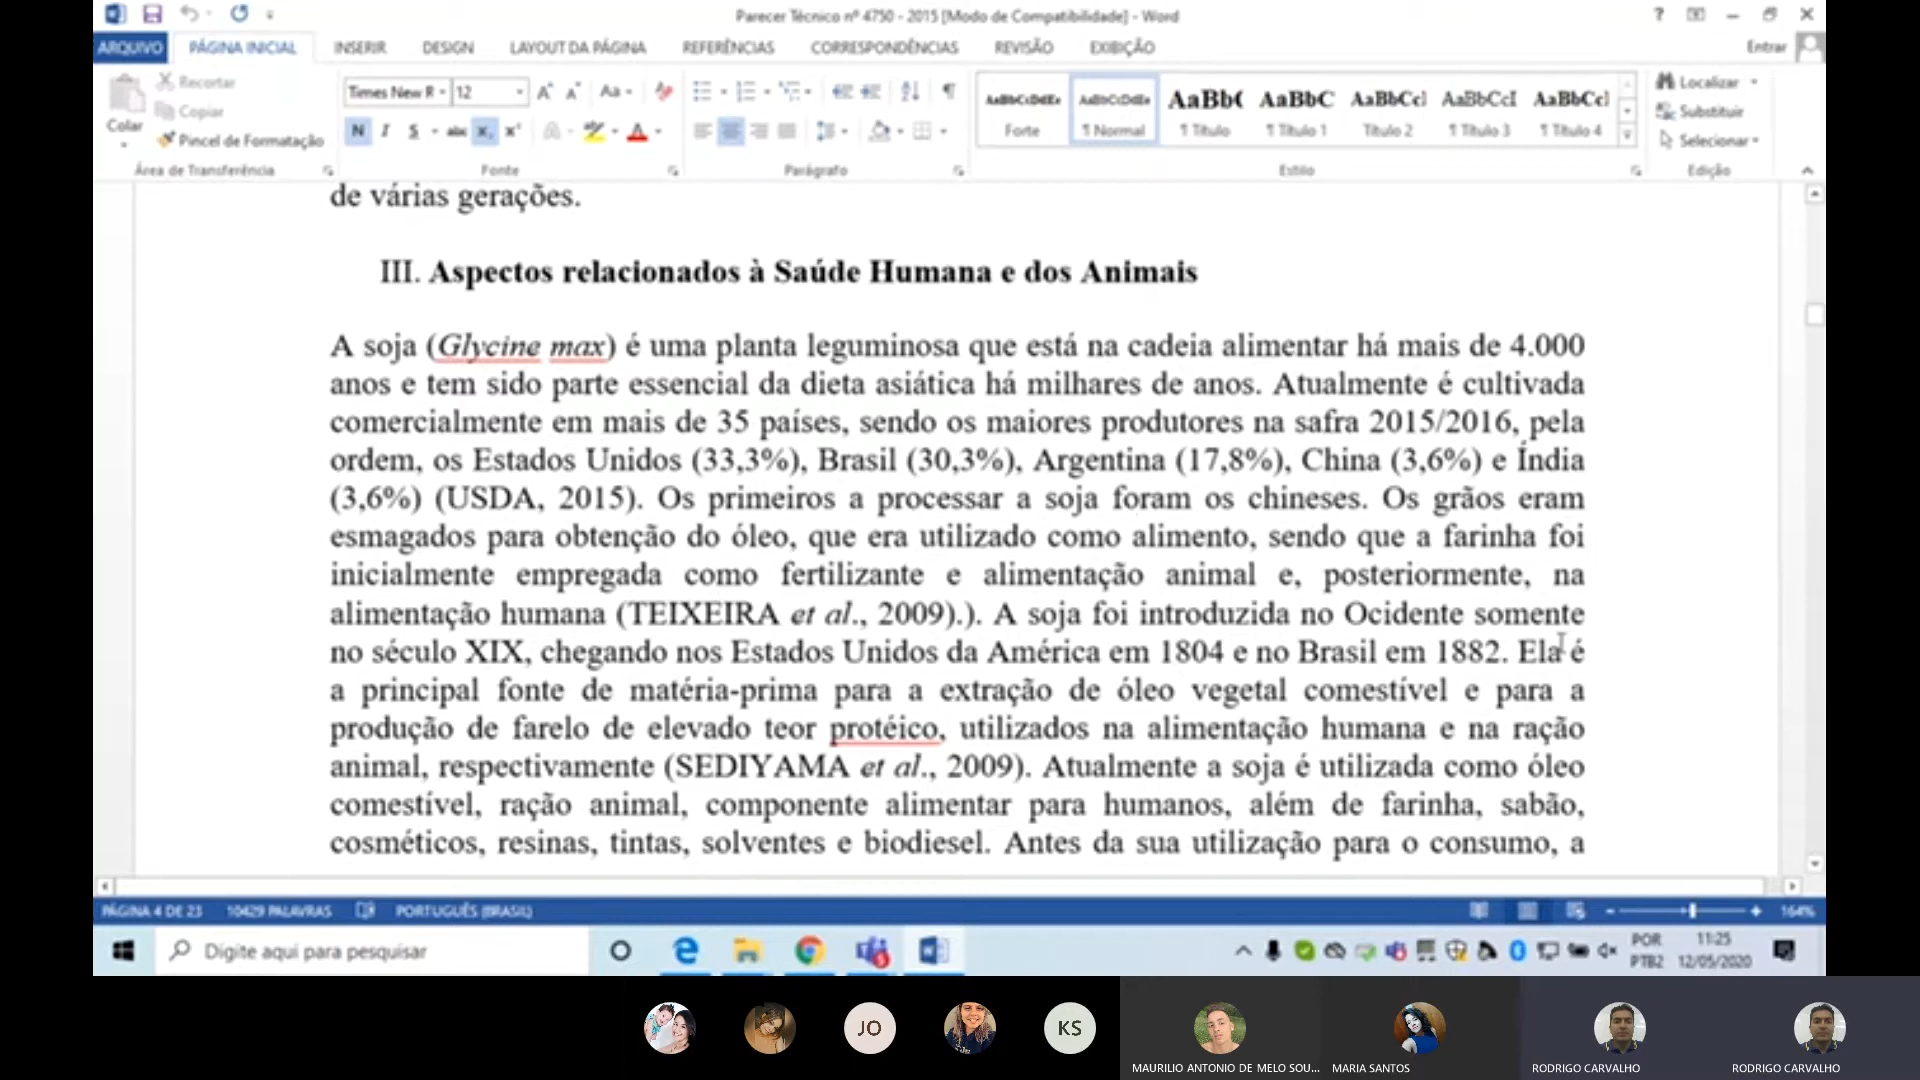 Parecer Técnico nº 4750 - 2015 [Modo de Compatibilidade] - Word
ARQUIVO PÁGINA INICIAL INSERIR DESIGN LAYOUT DA PÁGINA REFERÊNCIAS CORRESPONDÊNCIAS REVISÃO EXIBIÇÃO Entrar
Colar
Recortar
Copiar
Pincel de Formatação
Área de Transferência
Times New R 12
N I S abc x₂ x²
Fonte
Parágrafo
AaBbCcDdEe AaBbCcDdEe AaBb( AaBbC AaBbCc] AaBbCcI AaBbCc]
Forte ¶ Normal ¶ Título ¶ Título 1 Título 2 ¶ Título 3 ¶ Título 4
Estilo
Localizar
Substituir
Selecionar
Edição
de várias gerações.
III. Aspectos relacionados à Saúde Humana e dos Animais
A soja (Glycine max) é uma planta leguminosa que está na cadeia alimentar há mais de 4.000
anos e tem sido parte essencial da dieta asiática há milhares de anos. Atualmente é cultivada
comercialmente em mais de 35 países, sendo os maiores produtores na safra 2015/2016, pela
ordem, os Estados Unidos (33,3%), Brasil (30,3%), Argentina (17,8%), China (3,6%) e Índia
(3,6%) (USDA, 2015). Os primeiros a processar a soja foram os chineses. Os grãos eram
esmagados para obtenção do óleo, que era utilizado como alimento, sendo que a farinha foi
inicialmente empregada como fertilizante e alimentação animal e, posteriormente, na
alimentação humana (TEIXEIRA et al., 2009).). A soja foi introduzida no Ocidente somente
no século XIX, chegando nos Estados Unidos da América em 1804 e no Brasil em 1882. Ela é
a principal fonte de matéria-prima para a extração de óleo vegetal comestível e para a
produção de farelo de elevado teor protéico, utilizados na alimentação humana e na ração
animal, respectivamente (SEDIYAMA et al., 2009). Atualmente a soja é utilizada como óleo
comestível, ração animal, componente alimentar para humanos, além de farinha, sabão,
cosméticos, resinas, tintas, solventes e biodiesel. Antes da sua utilização para o consumo, a
PÁGINA 4 DE 23 10429 PALAVRAS PORTUGUÊS (BRASIL) 164%
Digite aqui para pesquisar
POR 11:25
PTB2 12/05/2020
JO KS
MAURILIO ANTONIO DE MELO SOU... MARIA SANTOS RODRIGO CARVALHO RODRIGO CARVALHO